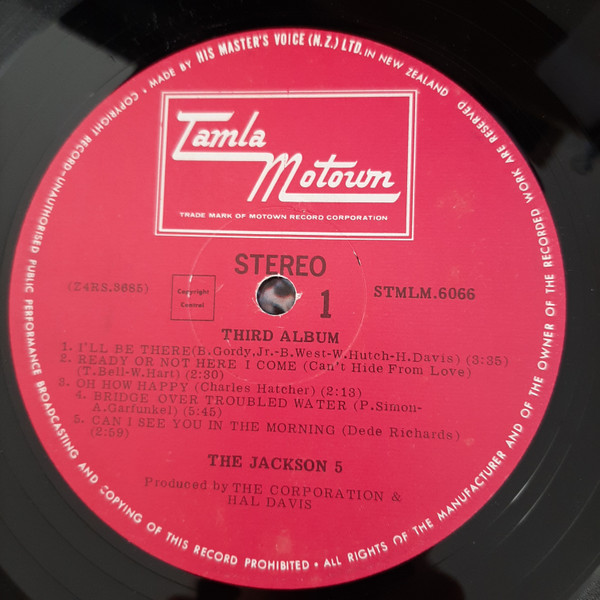 COPYRIGHT RECORD-UNAUTHORISED PUBLIC PERFORMANCE BROADCASTING AND COPYING OF THIS RECORD PROHIBITED • ALL RIGHTS OF THE MANUFACTURER AND OF THE OWNER OF THE RECORDED WORK ARE RESERVED
• MADE BY HIS MASTER'S VOICE (N.Z.) LTD. IN NEW ZEALAND
Tamla
Motown
TRADE MARK OF MOTOWN RECORD CORPORATION
STEREO
(Z4RS.3685)
Copyright
Control
1
STMLM.6066
THIRD ALBUM
1. I'LL BE THERE(B.Gordy,Jr.-B.West-W.Hutch-H.Davis) (3:35)
2. READY OR NOT HERE I COME (Can't Hide From Love)
(T.Bell-W.Hart) (2:30)
3. OH HOW HAPPY (Charles Hatcher) (2:13)
4. BRIDGE OVER TROUBLED WATER (P.Simon-
A.Garfunkel) (5:45)
5. CAN I SEE YOU IN THE MORNING (Dede Richards)
(2:59)
THE JACKSON 5
Produced by THE CORPORATION &
HAL DAVIS